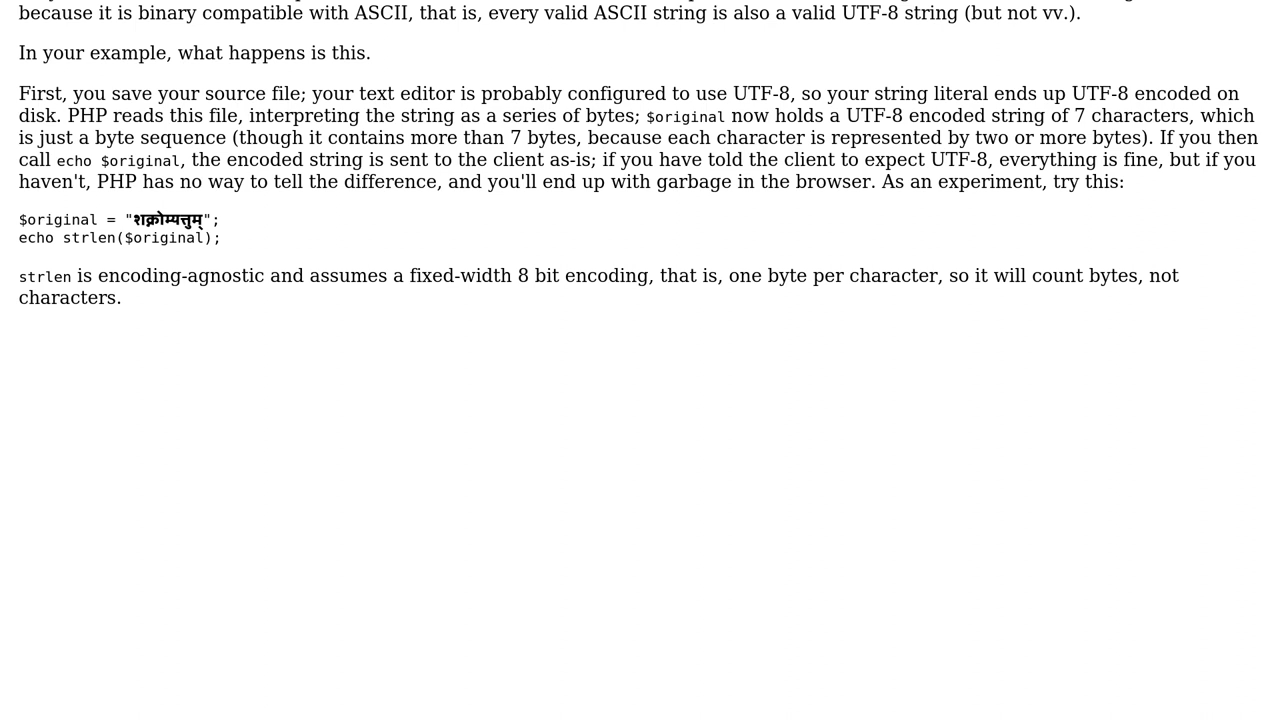 because it is binary compatible with ASCII, that is, every valid ASCII string is also a valid UTF-8 string (but not vv.).
In your example, what happens is this.
First, you save your source file; your text editor is probably configured to use UTF-8, so your string literal ends up UTF-8 encoded on
disk. PHP reads this file, interpreting the string as a series of bytes; $original now holds a UTF-8 encoded string of 7 characters, which
is just a byte sequence (though it contains more than 7 bytes, because each character is represented by two or more bytes). If you then
call echo $original, the encoded string is sent to the client as-is; if you have told the client to expect UTF-8, everything is fine, but if you
haven't, PHP has no way to tell the difference, and you'll end up with garbage in the browser. As an experiment, try this:
$original = "शक्नोम्यत्तुम्";
echo strlen($original);
strlen is encoding-agnostic and assumes a fixed-width 8 bit encoding, that is, one byte per character, so it will count bytes, not
characters.